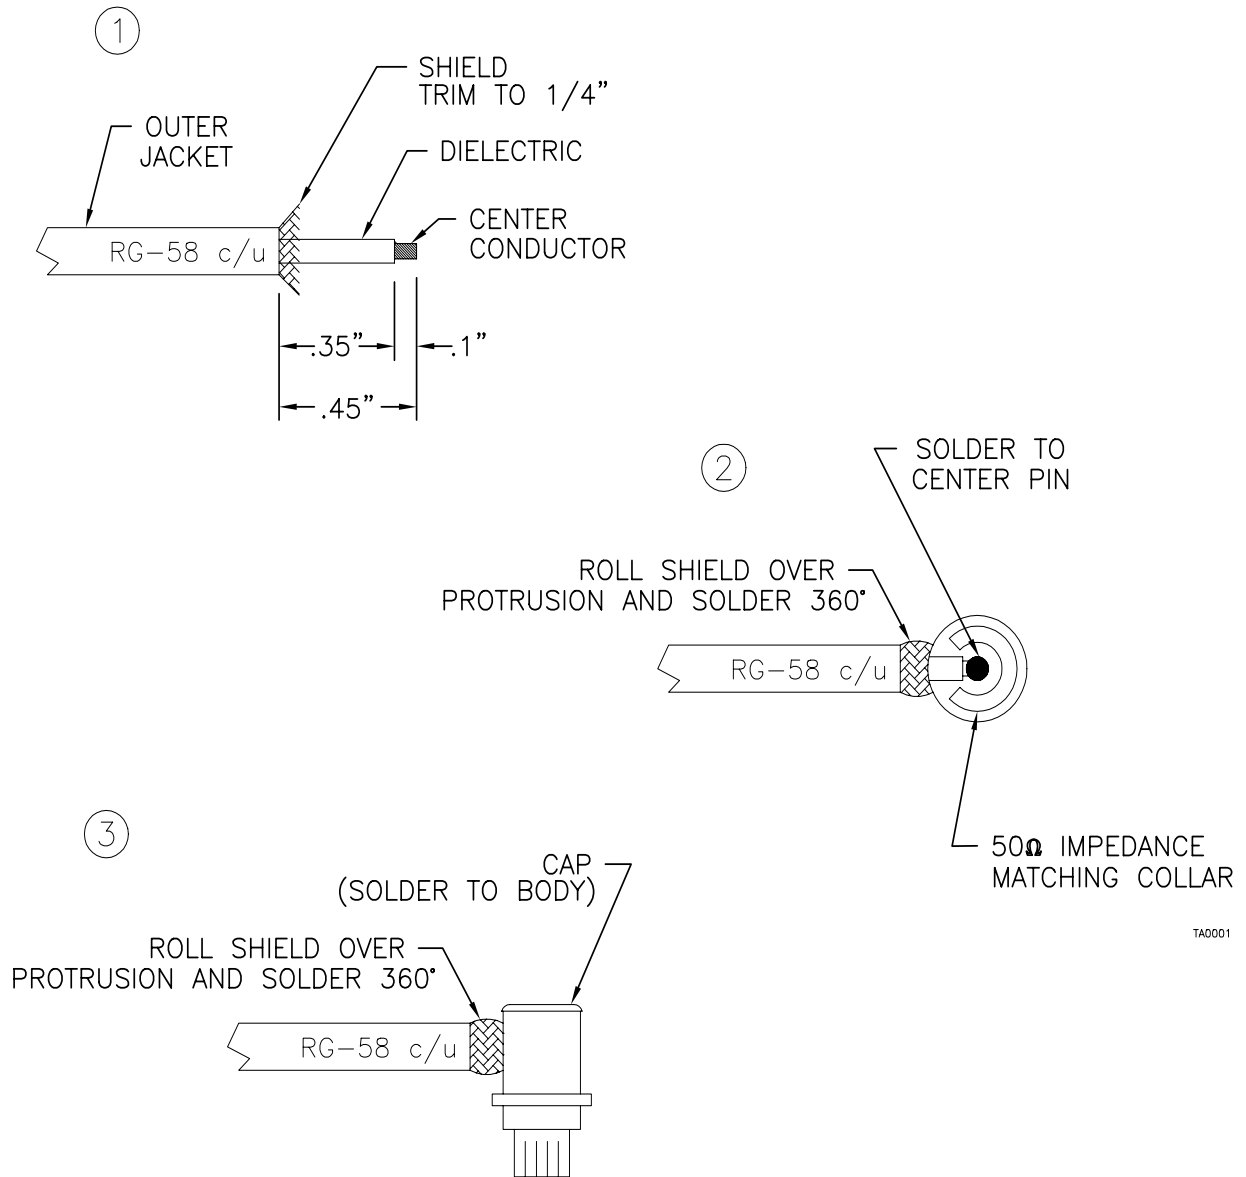 1
SHIELD
TRIM TO 1/4”
OUTER
JACKET
DIELECTRIC
CENTER
CONDUCTOR
RG-58 c/u
.35”
.1”
.45”
2
SOLDER TO
CENTER PIN
ROLL SHIELD OVER
PROTRUSION AND SOLDER 360°
RG-58 c/u
50Ω IMPEDANCE
MATCHING COLLAR
TA0001
3
CAP
(SOLDER TO BODY)
ROLL SHIELD OVER
PROTRUSION AND SOLDER 360°
RG-58 c/u